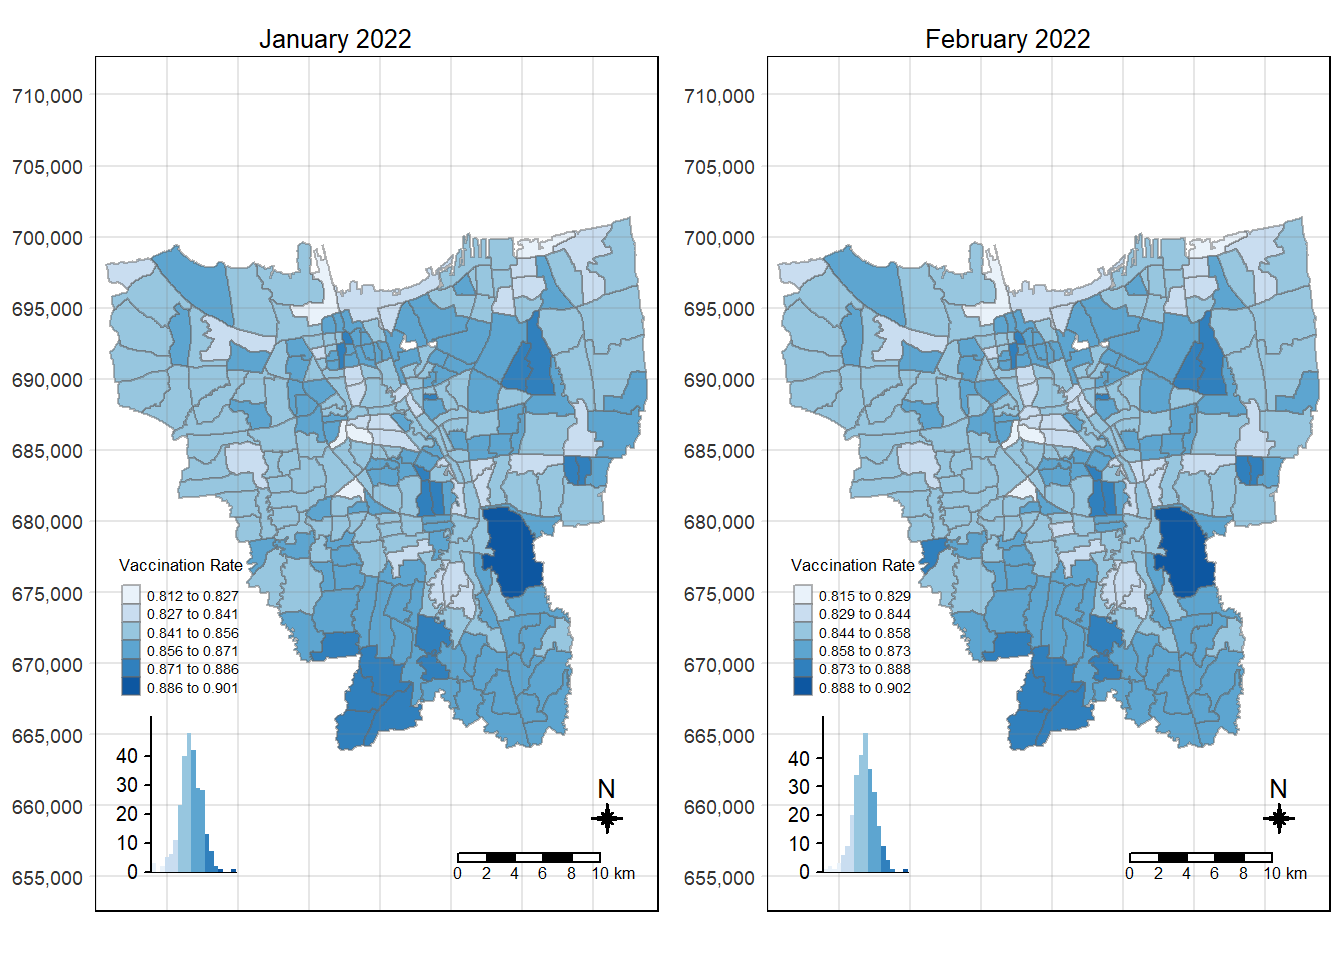 January 2022
710,000
705,000
700,000
695,000
690,000
685,000
680,000
675,000
670,000
665,000
660,000
655,000
Vaccination Rate
0.812 to 0.827
0.827 to 0.841
0.841 to 0.856
0.856 to 0.871
0.871 to 0.886
0.886 to 0.901
40
30
20
10
0
N
0 2 4 6 8 10 km
February 2022
710,000
705,000
700,000
695,000
690,000
685,000
680,000
675,000
670,000
665,000
660,000
655,000
Vaccination Rate
0.815 to 0.829
0.829 to 0.844
0.844 to 0.858
0.858 to 0.873
0.873 to 0.888
0.888 to 0.902
40
30
20
10
0
N
0 2 4 6 8 10 km